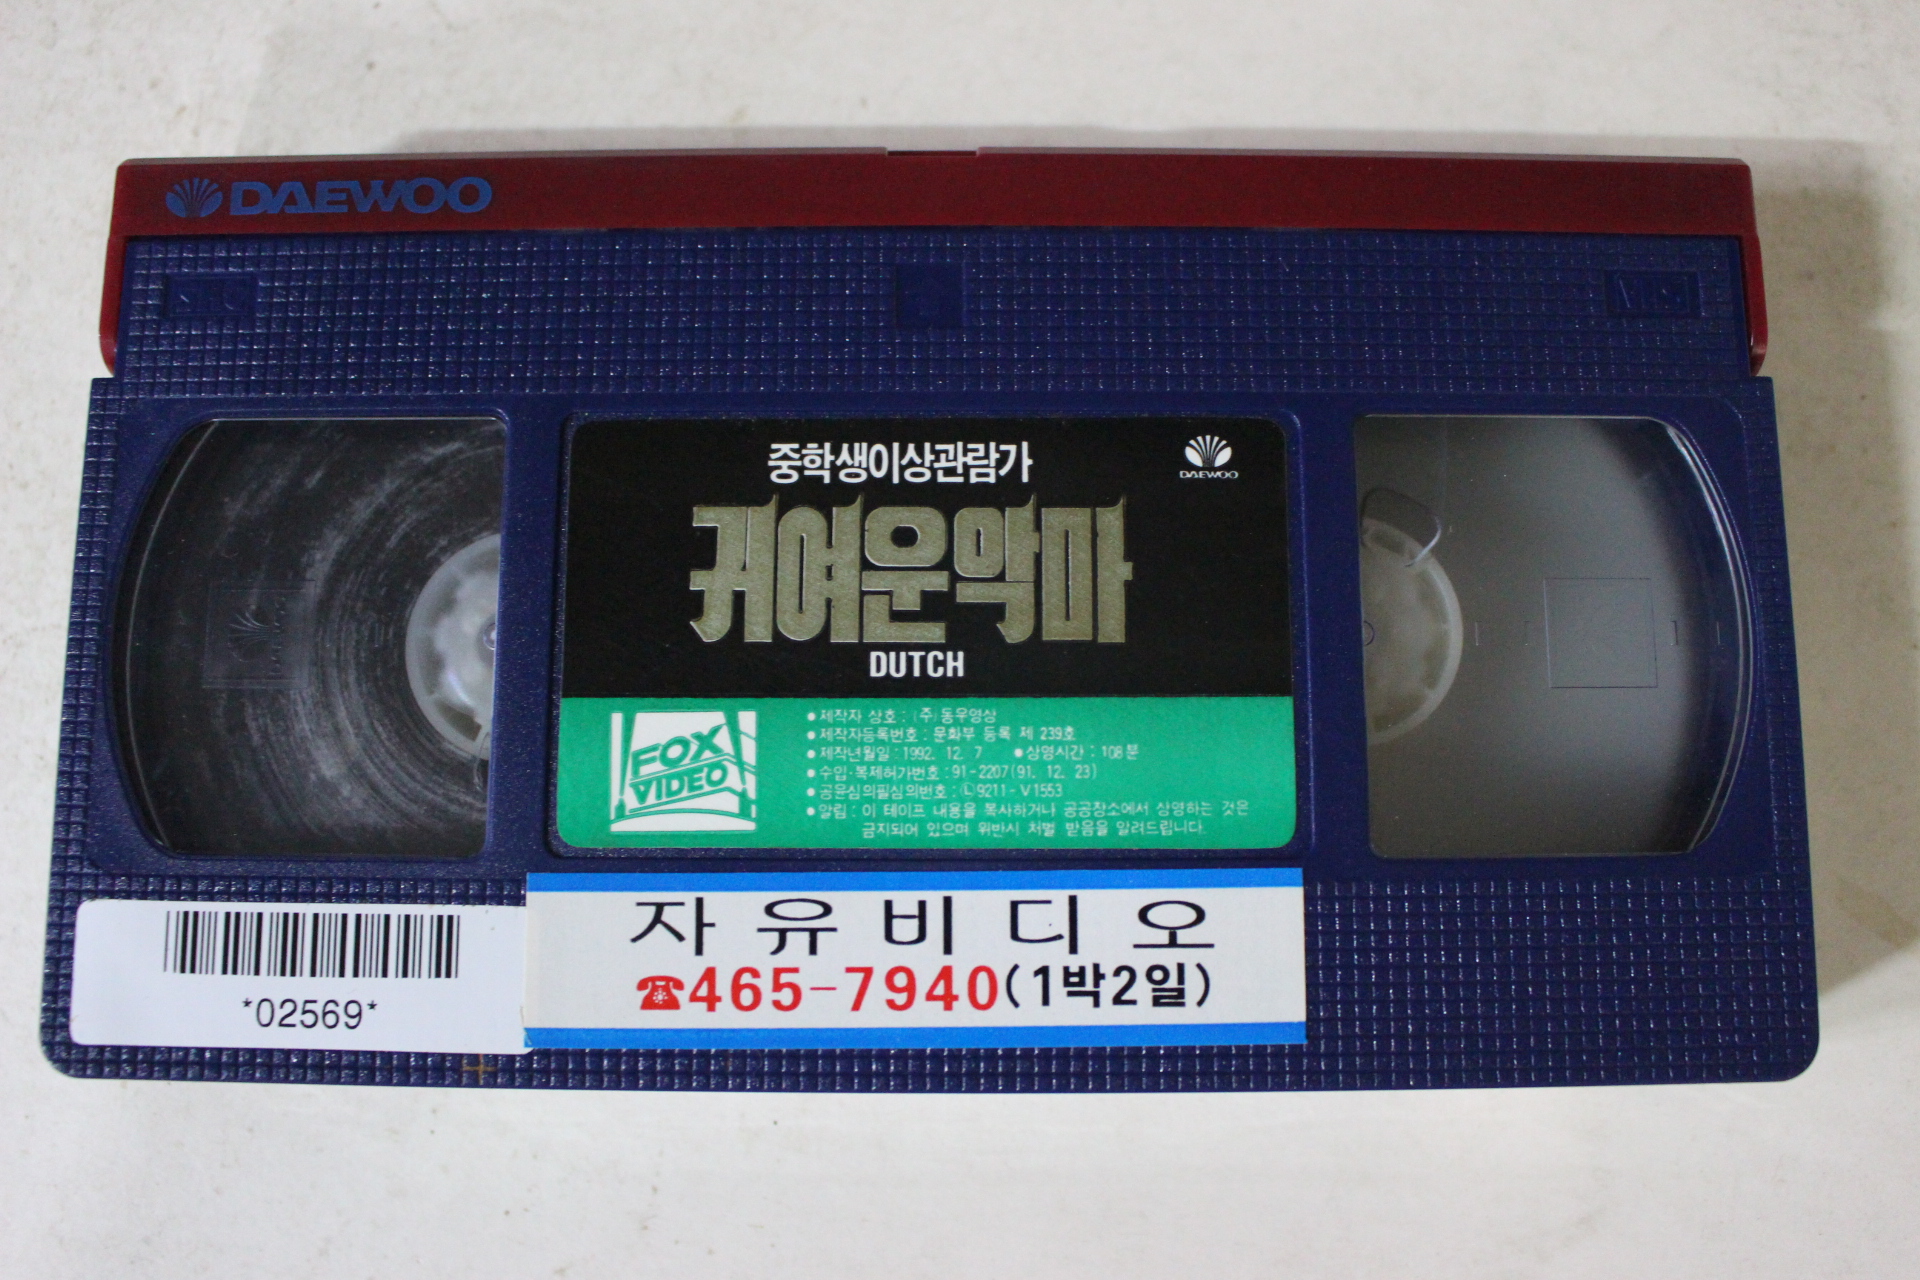 DAEWOO
중학생이상관람가
DAEWOO
귀여운악마
DUTCH
FOX
VIDEO
● 제작자 상호 : (주)동우영상
● 제작자등록번호 : 문화부 등록 제 239호
● 제작년월일 : 1992. 12. 7 ● 상영시간 : 108분
● 수입·복제허가번호 : 91-2207(91. 12. 23)
● 공윤심의필심의번호 : Ⓛ9211-V1553
● 알림 : 이 테이프 내용을 복사하거나 공공장소에서 상영하는 것은
금지되어 있으며 위반시 처벌 받음을 알려드립니다.
자유비디오
☎465-7940(1박2일)
*02569*